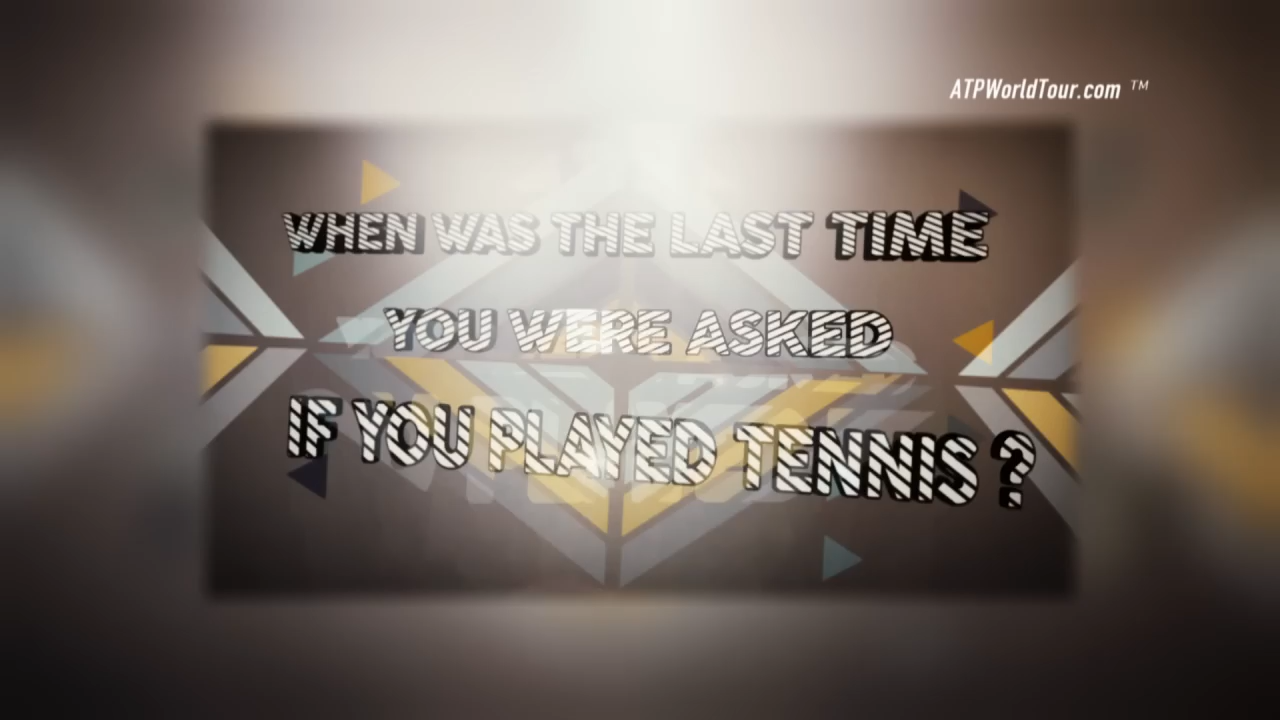 ATPWorldTour.com ™
WHEN WAS THE LAST TIME
YOU WERE ASKED
IF YOU PLAYED TENNIS ?